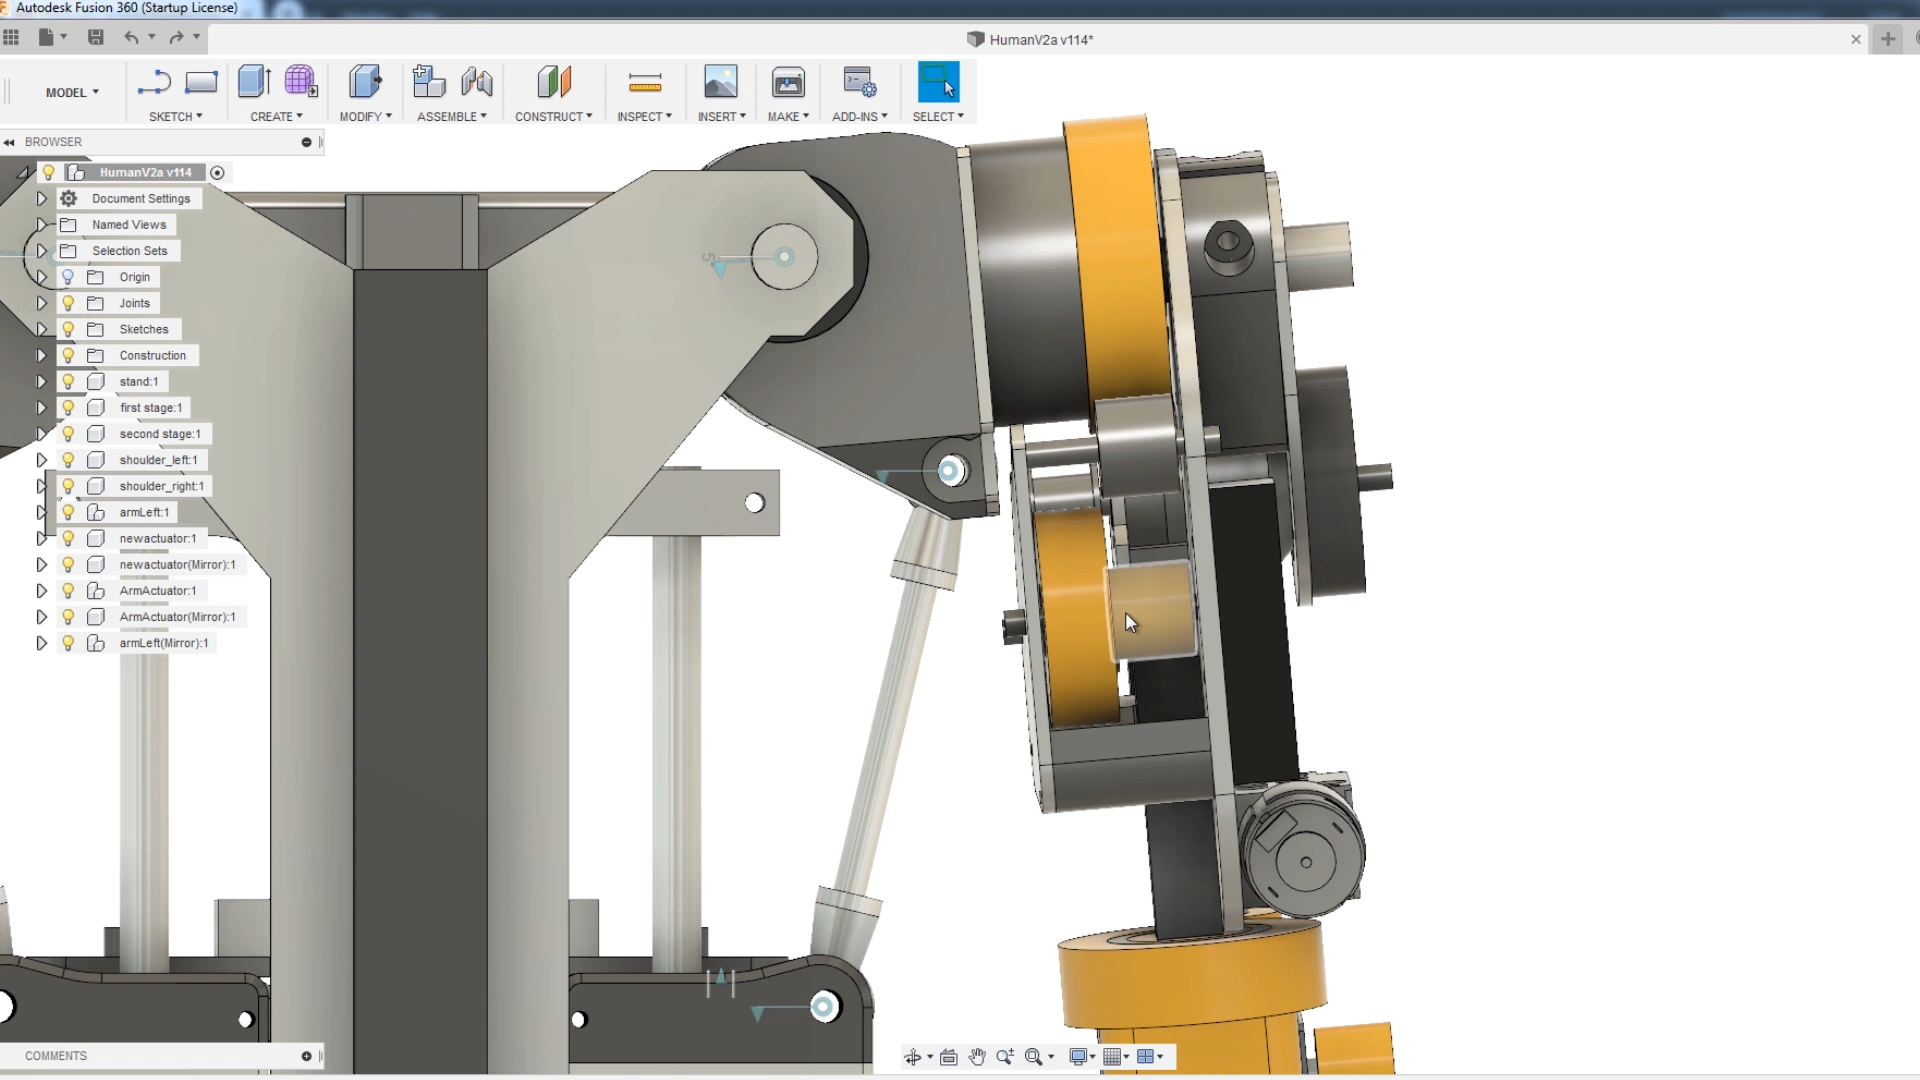 Autodesk Fusion 360 (Startup License)
HumanV2a v114*
MODEL
SKETCH
CREATE
MODIFY
ASSEMBLE
CONSTRUCT
INSPECT
INSERT
MAKE
ADD-INS
SELECT
BROWSER
HumanV2a v114
Document Settings
Named Views
Selection Sets
Origin
Joints
Sketches
Construction
stand:1
first stage:1
second stage:1
shoulder_left:1
shoulder_right:1
armLeft:1
newactuator:1
newactuator(Mirror):1
ArmActuator:1
ArmActuator(Mirror):1
armLeft(Mirror):1
COMMENTS